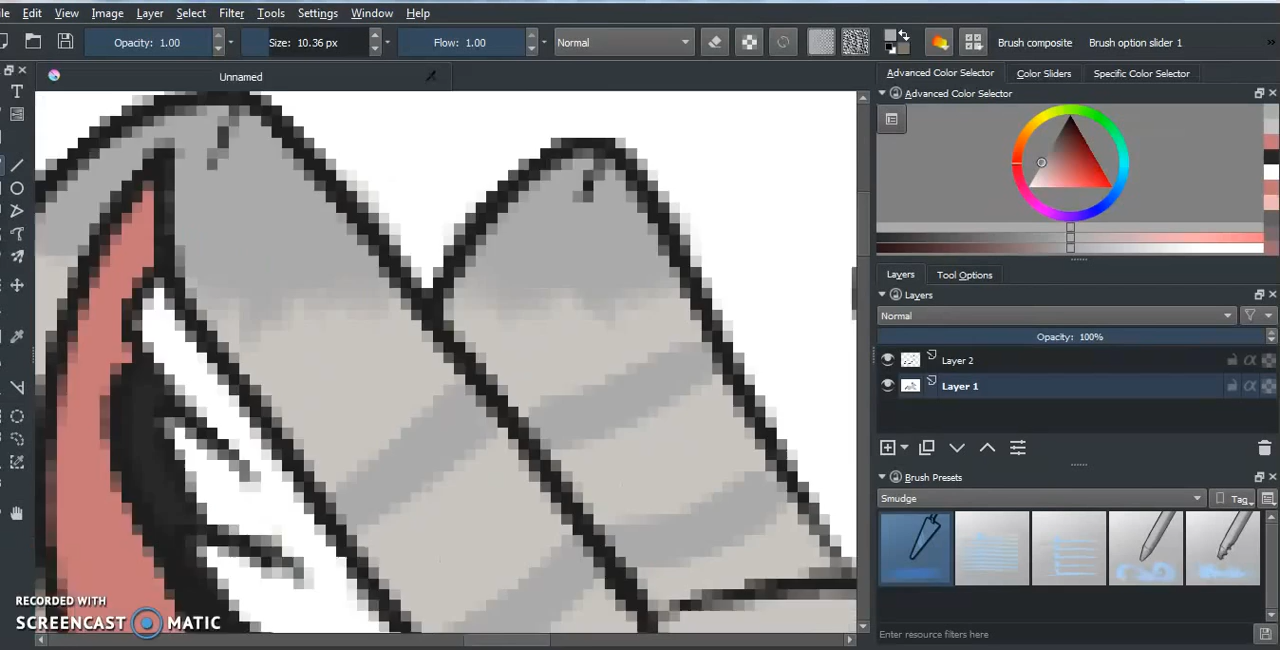 Edit View Image Layer Select Filter Tools Settings Window Help
Opacity: 1.00 Size: 10.36 px Flow: 1.00 Normal Brush composite Brush option slider 1 »
Unnamed
Advanced Color Selector Color Sliders Specific Color Selector
Advanced Color Selector
Layers Tool Options
Layers
Normal
Opacity: 100%
Layer 2
Layer 1
Brush Presets
Smudge Tag
Enter resource filters here
RECORDED WITH
SCREENCAST MATIC